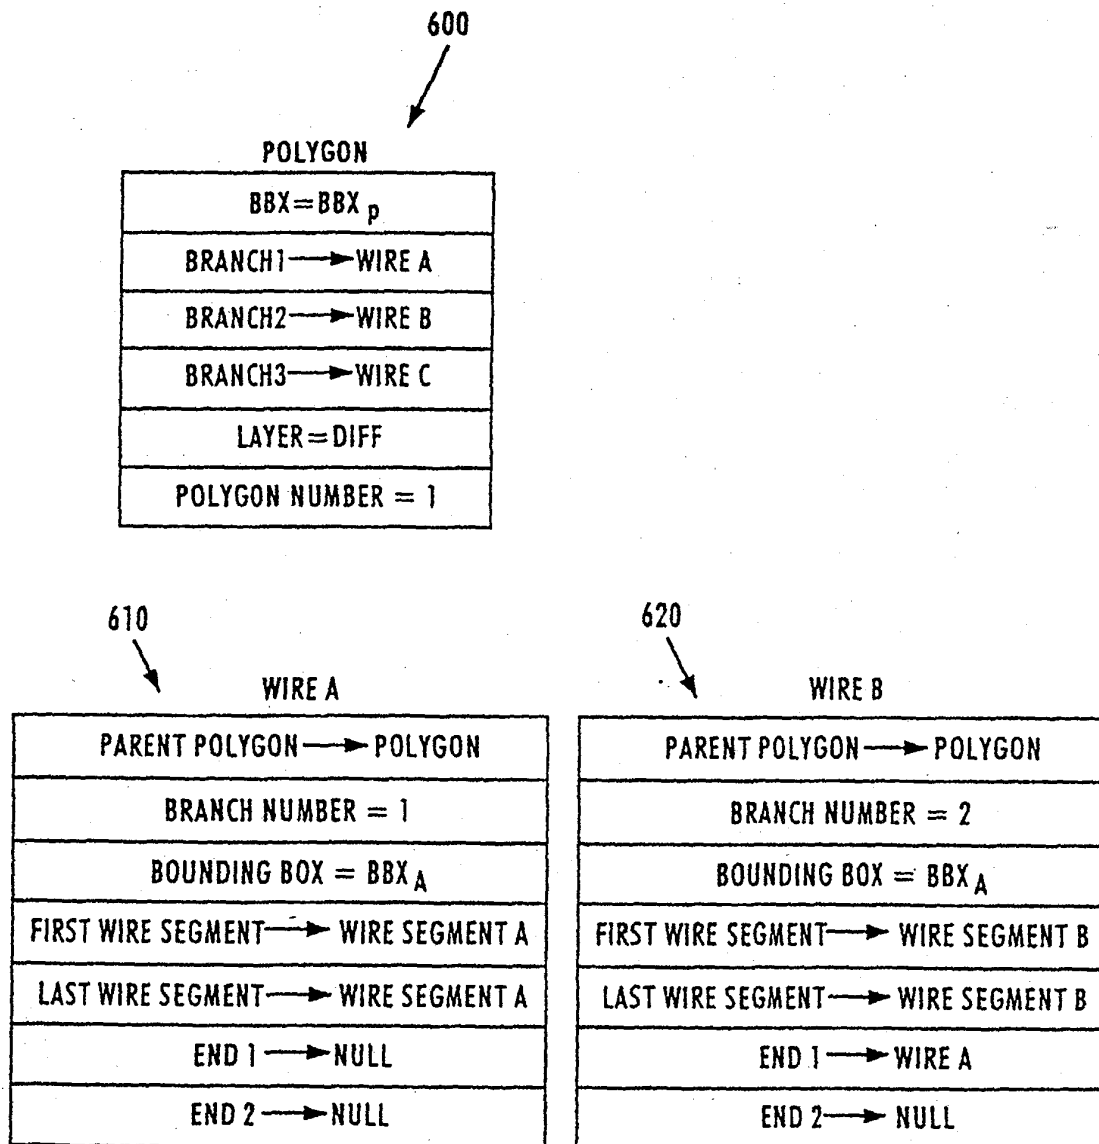 600
POLYGON
BBX=BBX p
BRANCH1→WIRE A
BRANCH2→WIRE B
BRANCH3→WIRE C
LAYER=DIFF
POLYGON NUMBER = 1
610
WIRE A
PARENT POLYGON→POLYGON
BRANCH NUMBER = 1
BOUNDING BOX = BBX A
FIRST WIRE SEGMENT→WIRE SEGMENT A
LAST WIRE SEGMENT→WIRE SEGMENT A
END 1→NULL
END 2→NULL
620
WIRE B
PARENT POLYGON→POLYGON
BRANCH NUMBER = 2
BOUNDING BOX = BBX A
FIRST WIRE SEGMENT→WIRE SEGMENT B
LAST WIRE SEGMENT→WIRE SEGMENT B
END 1→WIRE A
END 2→NULL